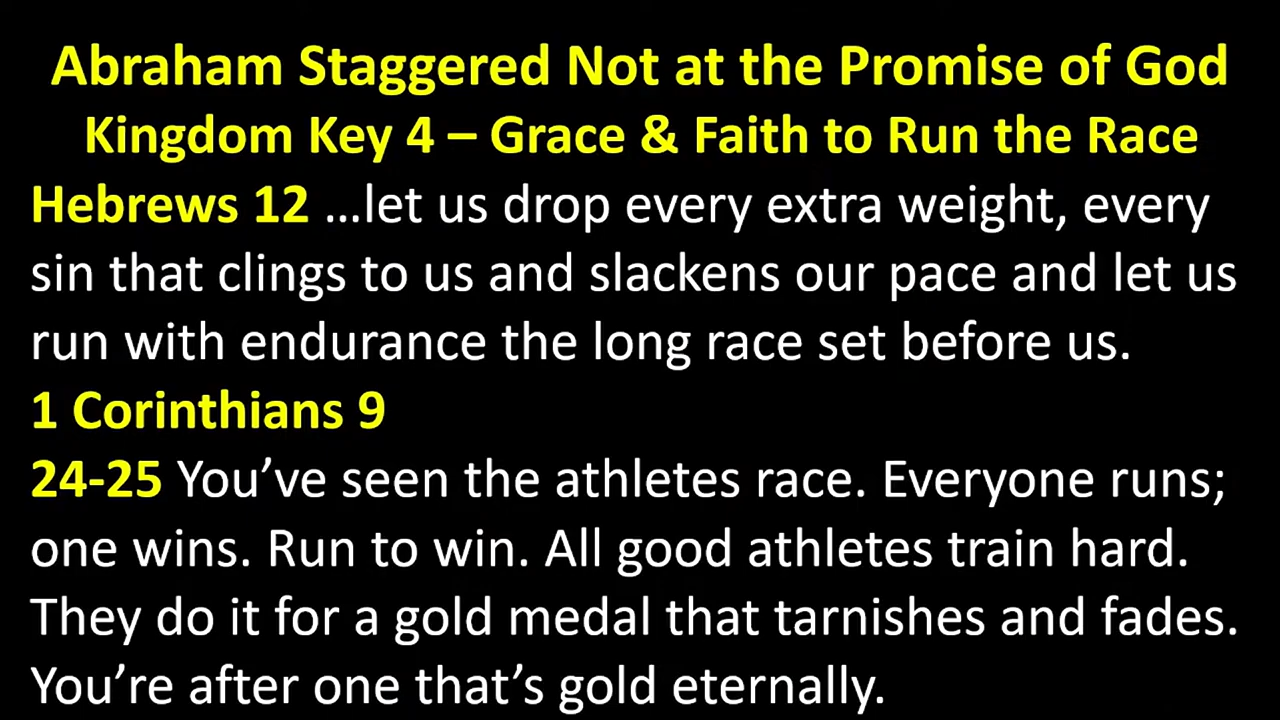 Abraham Staggered Not at the Promise of God
Kingdom Key 4 – Grace & Faith to Run the Race
Hebrews 12 …let us drop every extra weight, every
sin that clings to us and slackens our pace and let us
run with endurance the long race set before us.
1 Corinthians 9
24-25 You’ve seen the athletes race. Everyone runs;
one wins. Run to win. All good athletes train hard.
They do it for a gold medal that tarnishes and fades.
You’re after one that’s gold eternally.